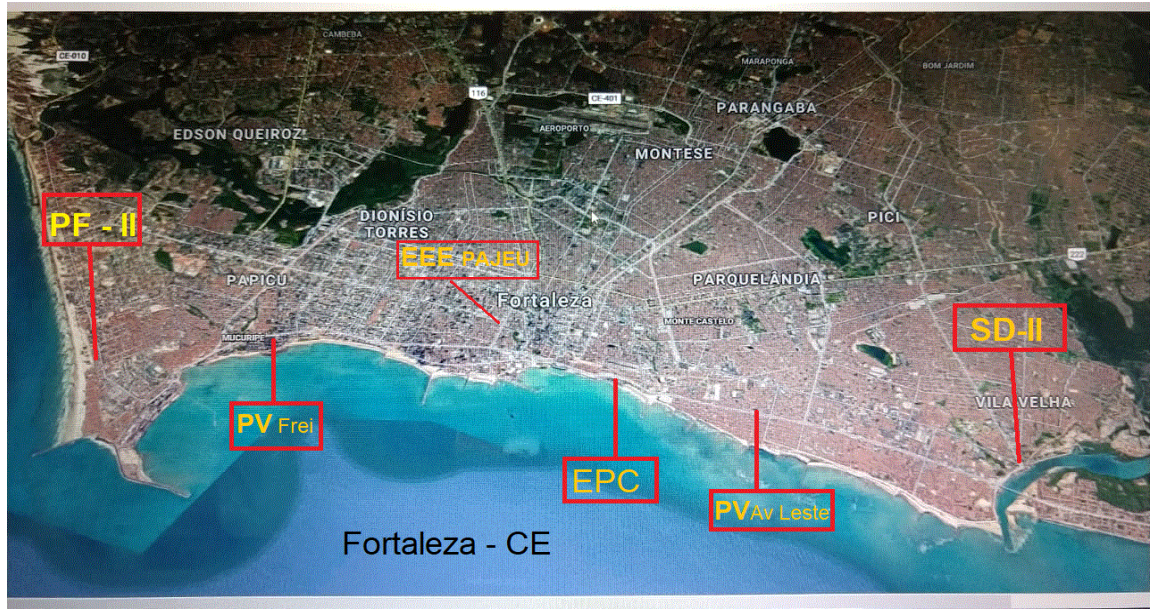 CAMBEBA
CE-010
MARAPONGA
BOM JARDIM
116
CE-401
PARANGABA
EDSON QUEIROZ
AEROPORTO
MONTESE
PF - II
DIONÍSIO
TORRES
PICI
EEE PAJEU
222
PAPICU
PARQUELÂNDIA
Fortaleza
MONTE CASTELO
SD-II
MUCURIPE
VILA VELHA
PV Frei
EPC
PV Av Leste
Fortaleza - CE